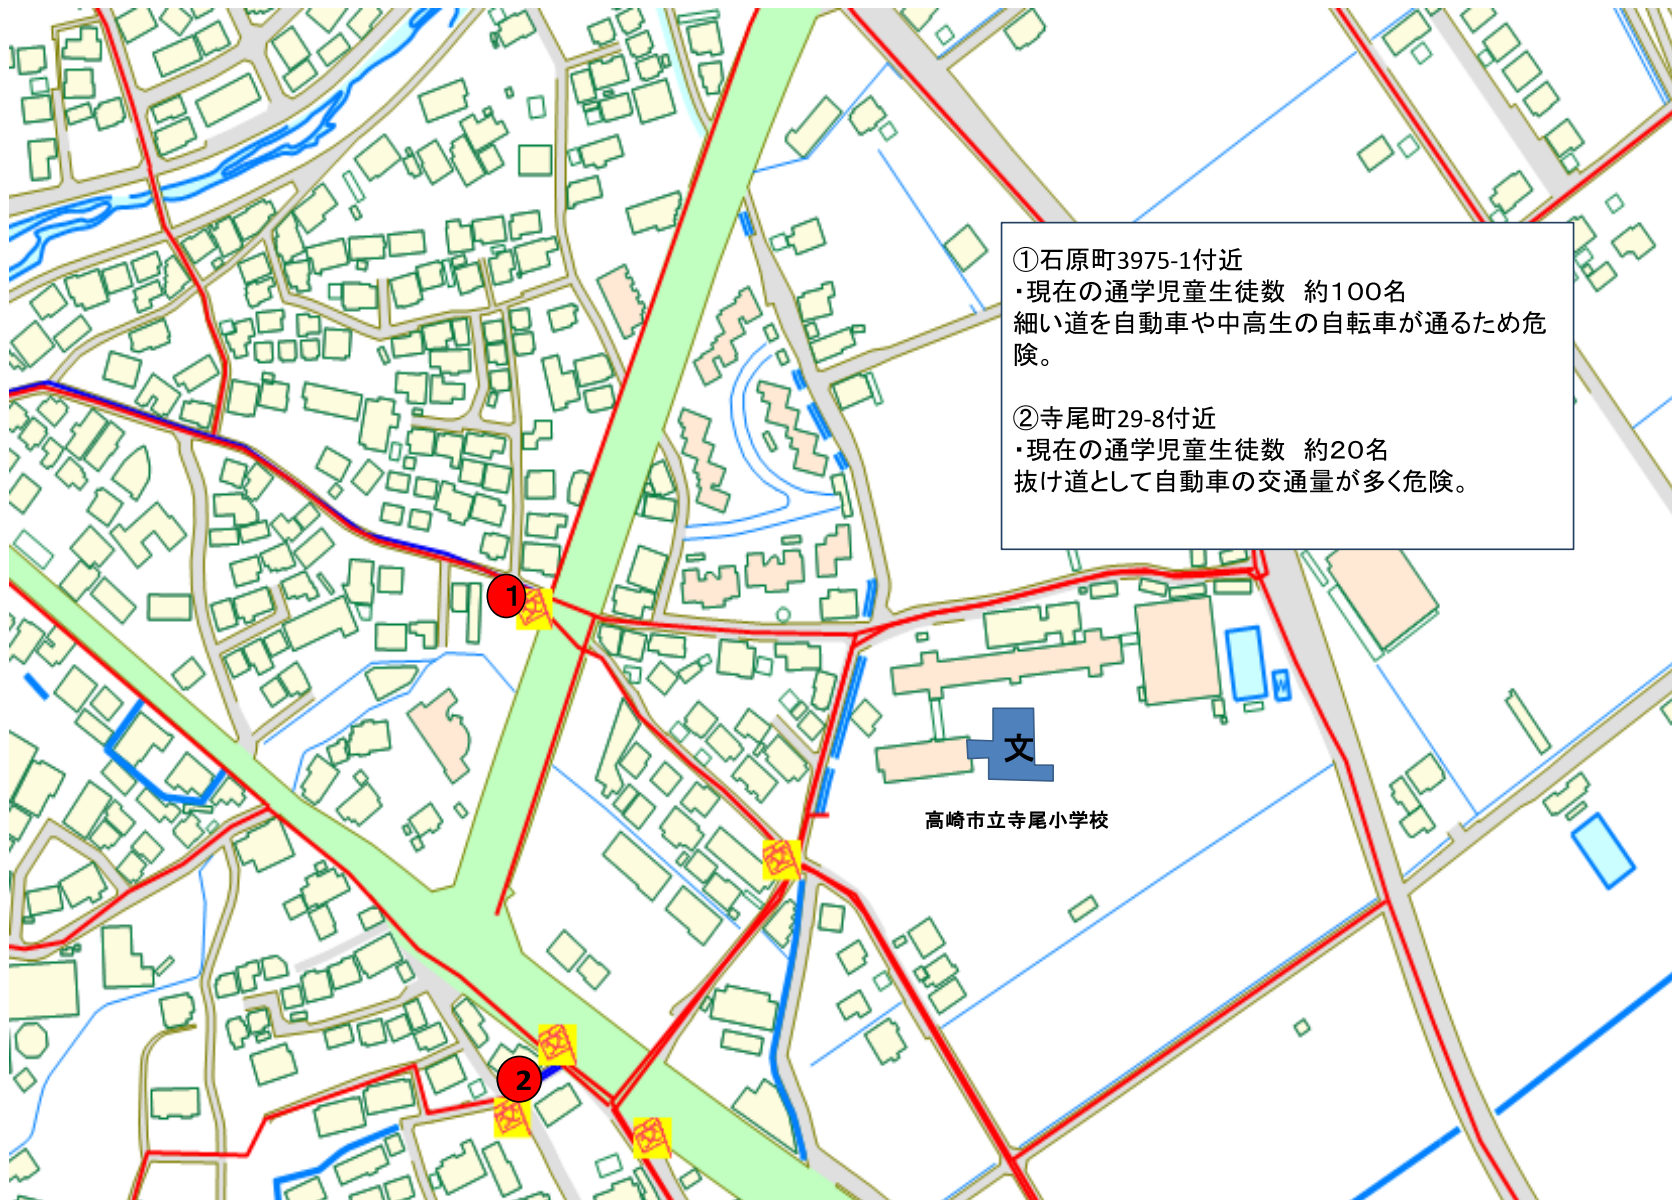 ①石原町3975-1付近
・現在の通学児童生徒数　約100名
細い道を自動車や中高生の自転車が通るため危
険。
②寺尾町29-8付近
・現在の通学児童生徒数　約20名
抜け道として自動車の交通量が多く危険。
1
文
高崎市立寺尾小学校
2